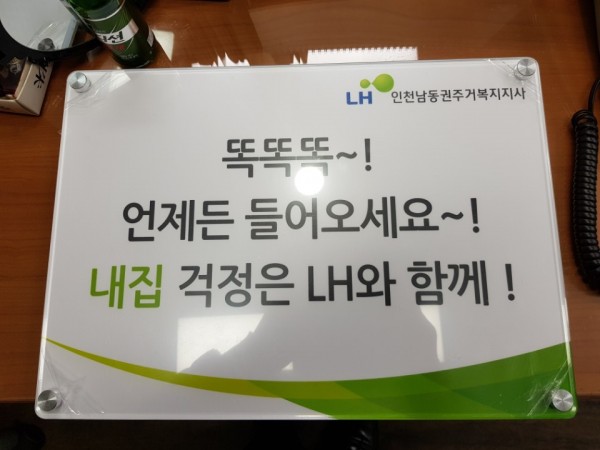 LH 인천남동권주거복지지사
똑똑똑~!
언제든 들어오세요~!
내집 걱정은 LH와 함께 !